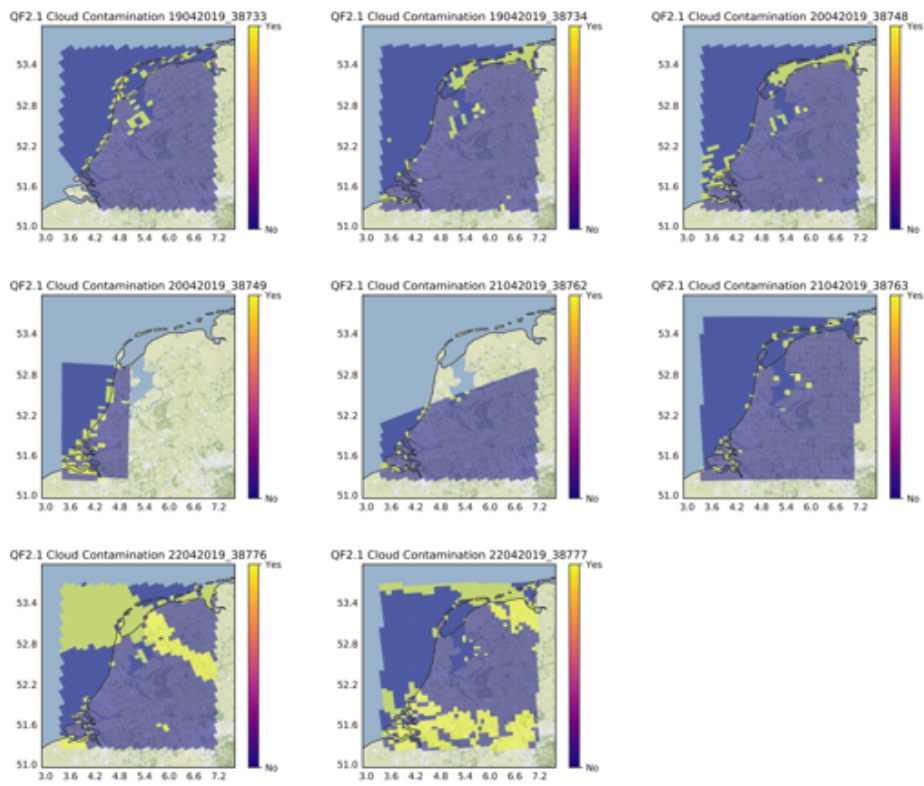 QF2.1 Cloud Contamination 19042019_38733
Yes
53.4
52.8
52.2
51.6
51.0
3.0 3.6 4.2 4.8 5.4 6.0 6.6 7.2
No
QF2.1 Cloud Contamination 19042019_38734
Yes
53.4
52.8
52.2
51.6
51.0
3.0 3.6 4.2 4.8 5.4 6.0 6.6 7.2
No
QF2.1 Cloud Contamination 20042019_38748
Yes
53.4
52.8
52.2
51.6
51.0
3.0 3.6 4.2 4.8 5.4 6.0 6.6 7.2
No
QF2.1 Cloud Contamination 20042019_38749
Yes
53.4
52.8
52.2
51.6
51.0
3.0 3.6 4.2 4.8 5.4 6.0 6.6 7.2
No
QF2.1 Cloud Contamination 21042019_38762
Yes
53.4
52.8
52.2
51.6
51.0
3.0 3.6 4.2 4.8 5.4 6.0 6.6 7.2
No
QF2.1 Cloud Contamination 21042019_38763
Yes
53.4
52.8
52.2
51.6
51.0
3.0 3.6 4.2 4.8 5.4 6.0 6.6 7.2
No
QF2.1 Cloud Contamination 22042019_38776
Yes
53.4
52.8
52.2
51.6
51.0
3.0 3.6 4.2 4.8 5.4 6.0 6.6 7.2
No
QF2.1 Cloud Contamination 22042019_38777
Yes
53.4
52.8
52.2
51.6
51.0
3.0 3.6 4.2 4.8 5.4 6.0 6.6 7.2
No